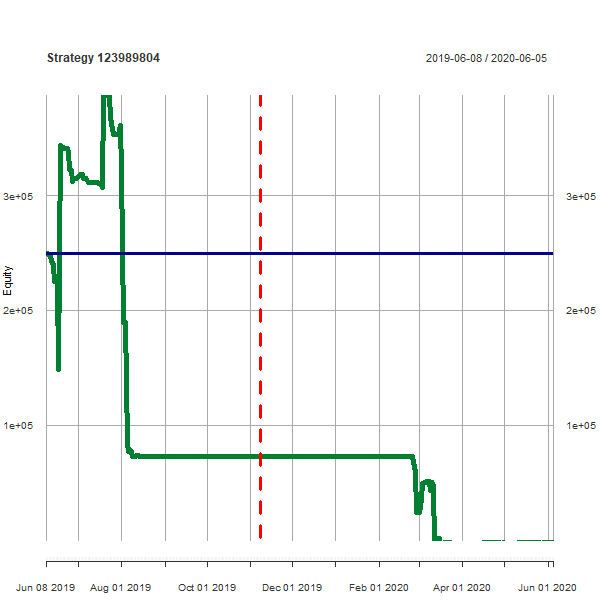 Strategy 123989804
2019-06-08 / 2020-06-05
3e+05
3e+05
Equity
2e+05
2e+05
1e+05
1e+05
Jun 08 2019
Aug 01 2019
Oct 01 2019
Dec 01 2019
Feb 01 2020
Apr 01 2020
Jun 01 2020